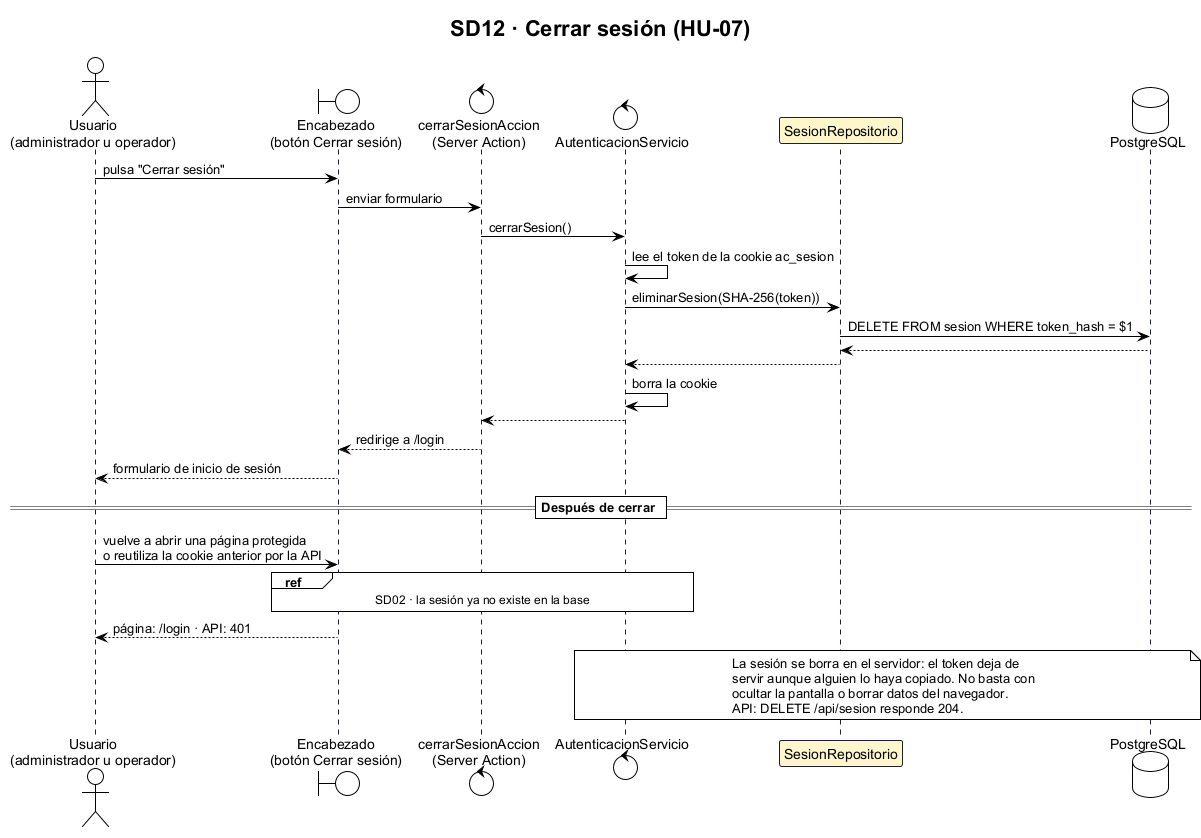 SD12 · Cerrar sesión (HU-07)
Usuario
(administrador u operador)
Encabezado
(botón Cerrar sesión)
cerrarSesionAccion
(Server Action)
AutenticacionServicio
SesionRepositorio
PostgreSQL
pulsa "Cerrar sesión"
enviar formulario
cerrarSesion()
lee el token de la cookie ac_sesion
eliminarSesion(SHA-256(token))
DELETE FROM sesion WHERE token_hash = $1
borra la cookie
redirige a /login
formulario de inicio de sesión
Después de cerrar
vuelve a abrir una página protegida
o reutiliza la cookie anterior por la API
ref
SD02 · la sesión ya no existe en la base
página: /login · API: 401
La sesión se borra en el servidor: el token deja de
servir aunque alguien lo haya copiado. No basta con
ocultar la pantalla o borrar datos del navegador.
API: DELETE /api/sesion responde 204.
Usuario
(administrador u operador)
Encabezado
(botón Cerrar sesión)
cerrarSesionAccion
(Server Action)
AutenticacionServicio
SesionRepositorio
PostgreSQL